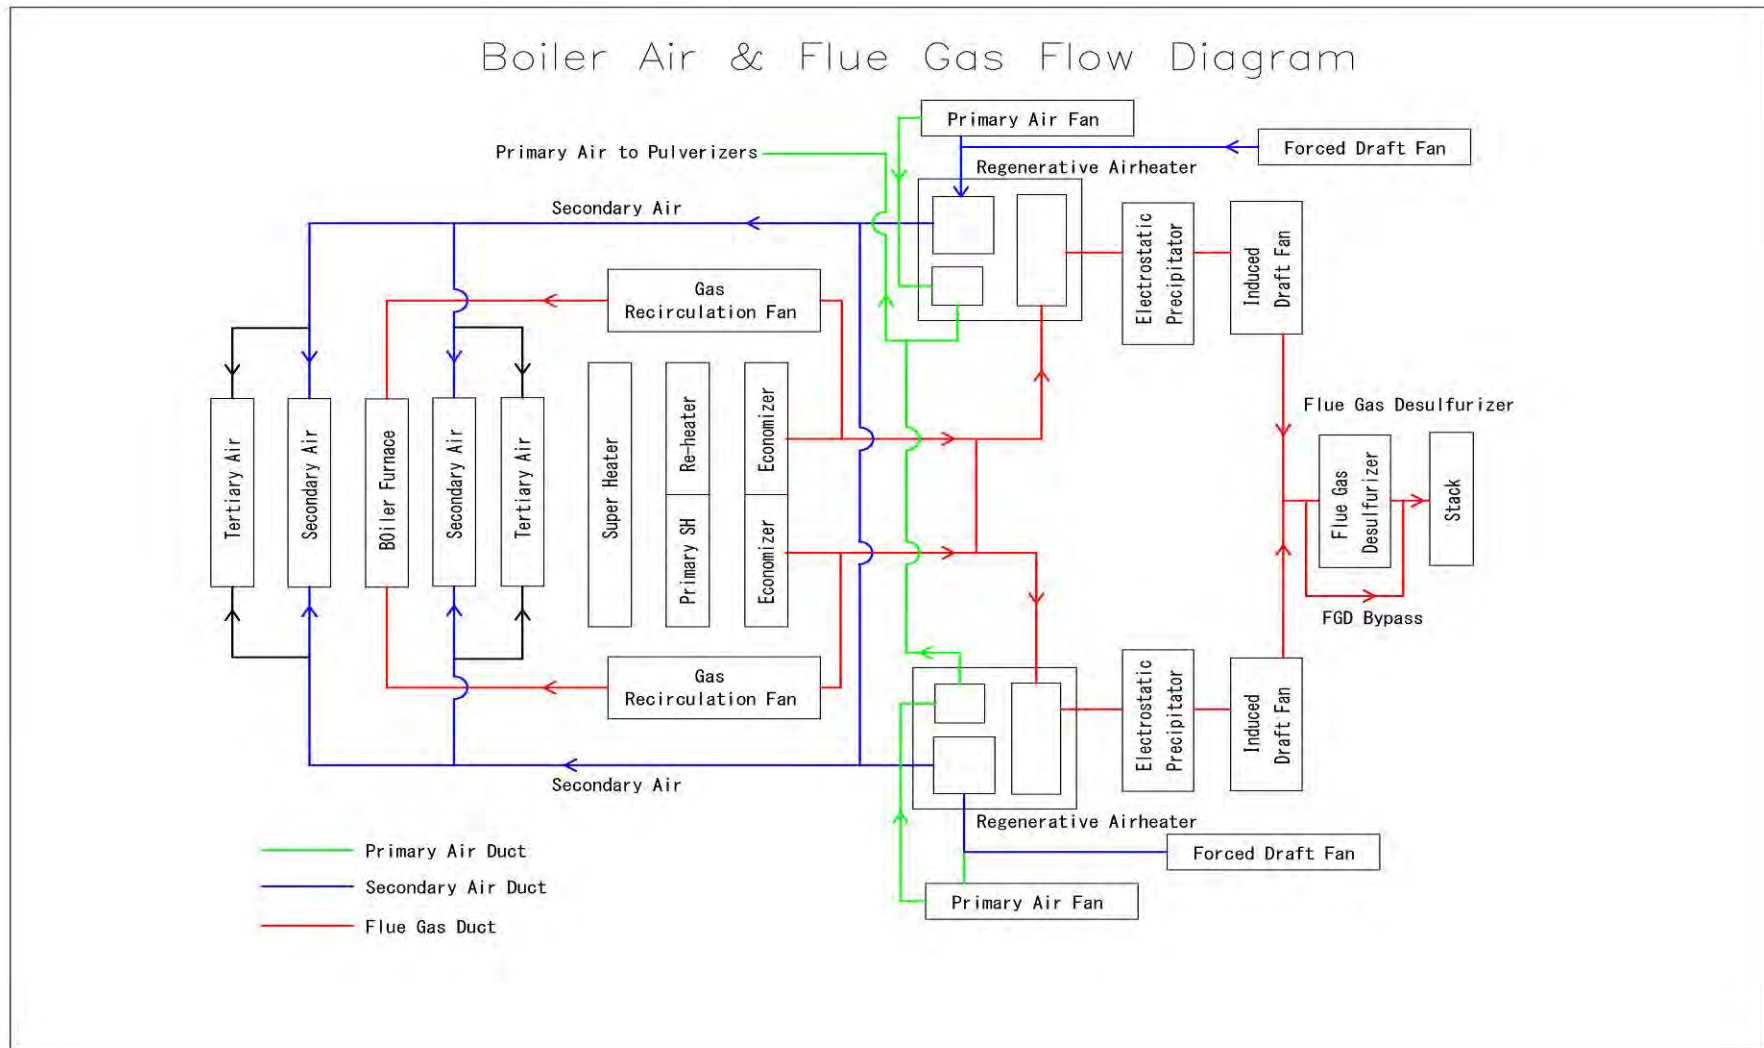 Boiler Air & Flue Gas Flow Diagram
Primary Air Fan
Forced Draft Fan
Primary Air to Pulverizers
Regenerative Airheater
Secondary Air
Electrostatic
Precipitator
Induced
Draft Fan
Gas
Recirculation Fan
Tertiary Air
Secondary Air
BOiler Furnace
Secondary Air
Tertiary Air
Super Heater
Re-heater
Primary SH
Economizer
Economizer
Flue Gas Desulfurizer
Flue Gas
Desulfurizer
Stack
FGD Bypass
Gas
Recirculation Fan
Electrostatic
Precipitator
Induced
Draft Fan
Secondary Air
Regenerative Airheater
Forced Draft Fan
Primary Air Fan
Primary Air Duct
Secondary Air Duct
Flue Gas Duct